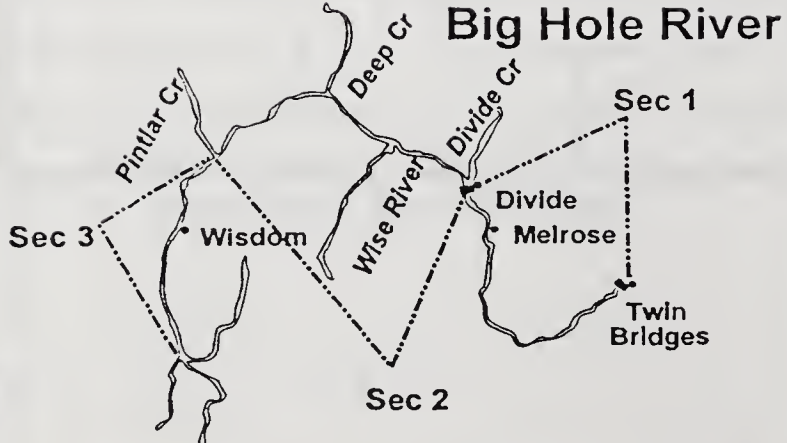 Big Hole River
Deep Cr
Pintlar Cr
Divide Cr
Sec 1
Wise River
Divide
Sec 3
Wisdom
Melrose
Twin
Bridges
Sec 2